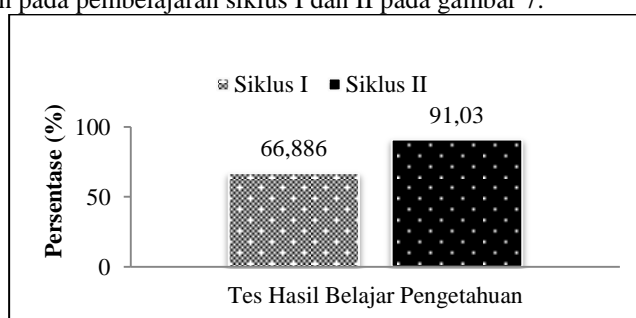 pada pembelajaran siklus I dan II pada gambar 7.
Siklus I Siklus II
91,03
66,886
100
50
0
Persentase (%)
Tes Hasil Belajar Pengetahuan